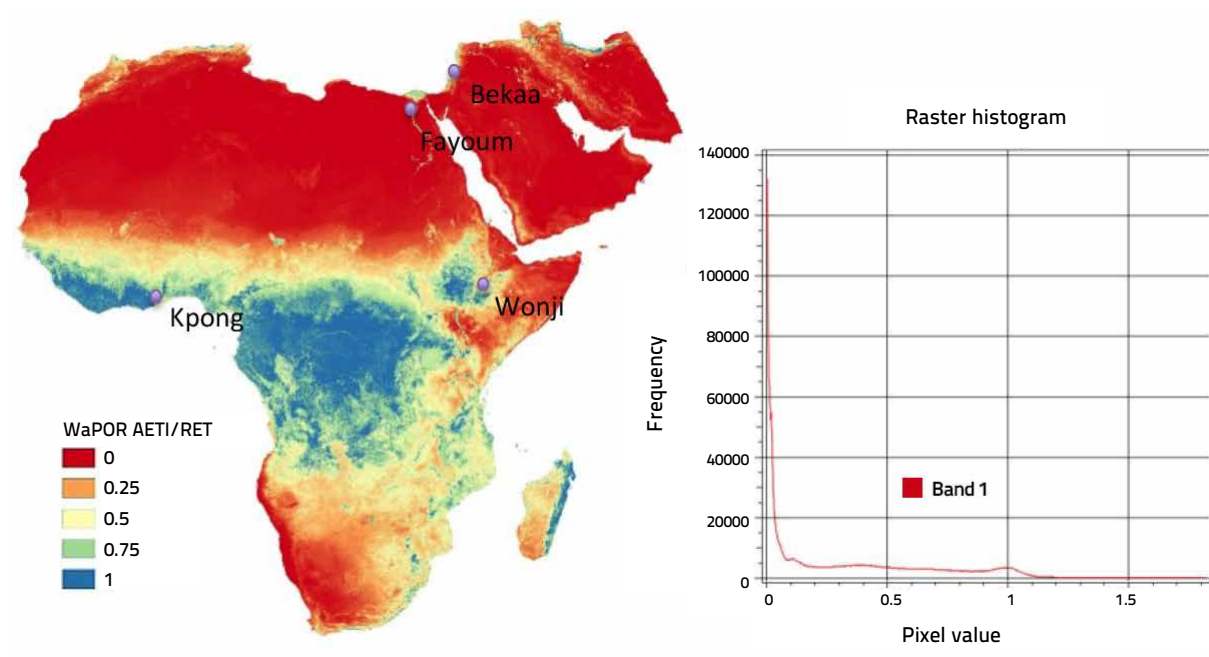 Bekaa
Fayoum
Wonji
Kpong
WaPOR AETI/RET
0
0.25
0.5
0.75
1
Raster histogram
140000
120000
100000
80000
60000
40000
20000
0
Frequency
Band 1
0 0.5 1 1.5
Pixel value